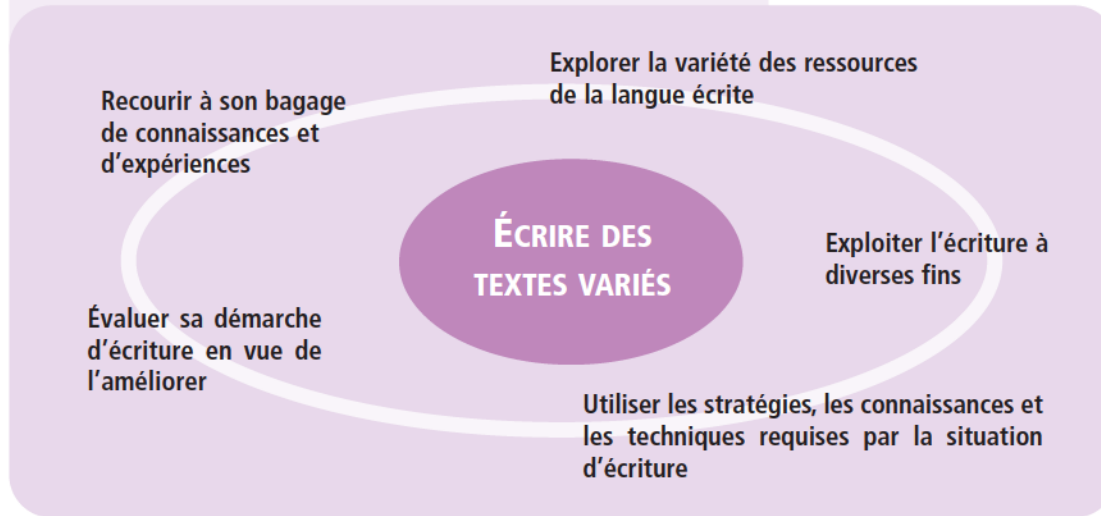 Explorer la variété des ressources
de la langue écrite
Recourir à son bagage
de connaissances et
d'expériences
ÉCRIRE DES
TEXTES VARIÉS
Exploiter l'écriture à
diverses fins
Évaluer sa démarche
d'écriture en vue de
l'améliorer
Utiliser les stratégies, les connaissances et
les techniques requises par la situation
d'écriture